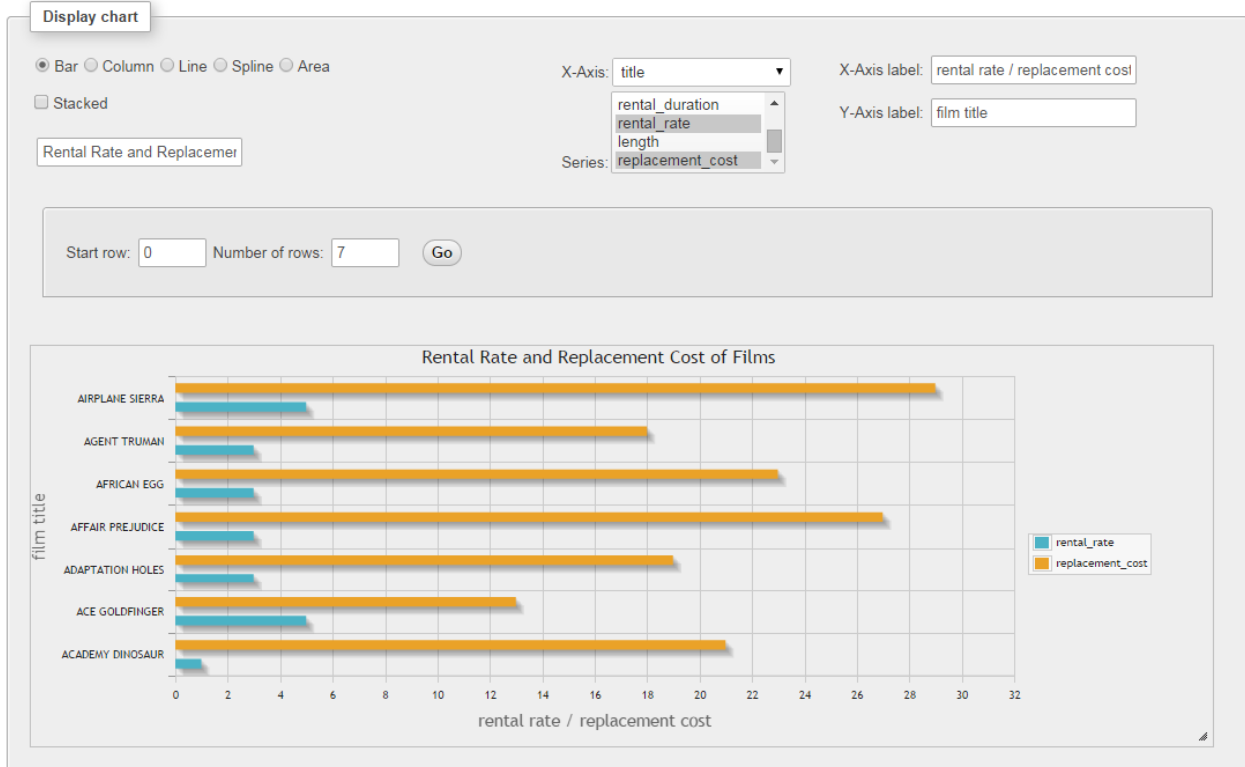 Display chart
Bar Column Line Spline Area
Stacked
Rental Rate and Replacemer
X-Axis: title
rental_duration
rental_rate
length
Series: replacement_cost
X-Axis label: rental rate / replacement cost
Y-Axis label: film title
Start row: 0 Number of rows: 7 Go
Rental Rate and Replacement Cost of Films
film title
AIRPLANE SIERRA
AGENT TRUMAN
AFRICAN EGG
AFFAIR PREJUDICE
ADAPTATION HOLES
ACE GOLDFINGER
ACADEMY DINOSAUR
0 2 4 6 8 10 12 14 16 18 20 22 24 26 28 30 32
rental rate / replacement cost
rental_rate
replacement_cost